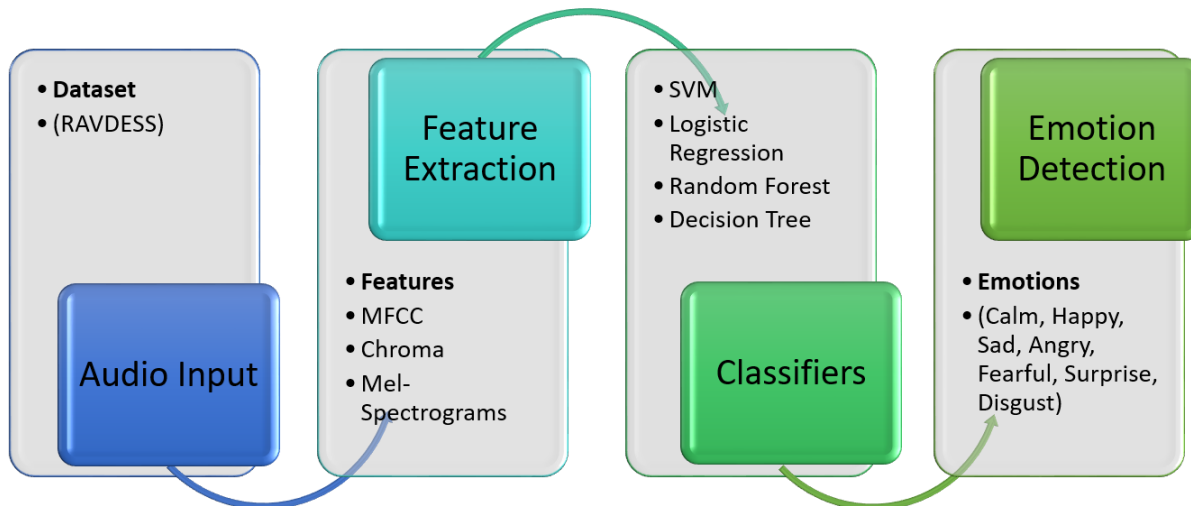 • Dataset
• (RAVDESS)
Audio Input
Feature
Extraction
• Features
• MFCC
• Chroma
• Mel-
Spectrograms
• SVM
• Logistic
Regression
• Random Forest
• Decision Tree
Classifiers
Emotion
Detection
• Emotions
• (Calm, Happy,
Sad, Angry,
Fearful, Surprise,
Disgust)